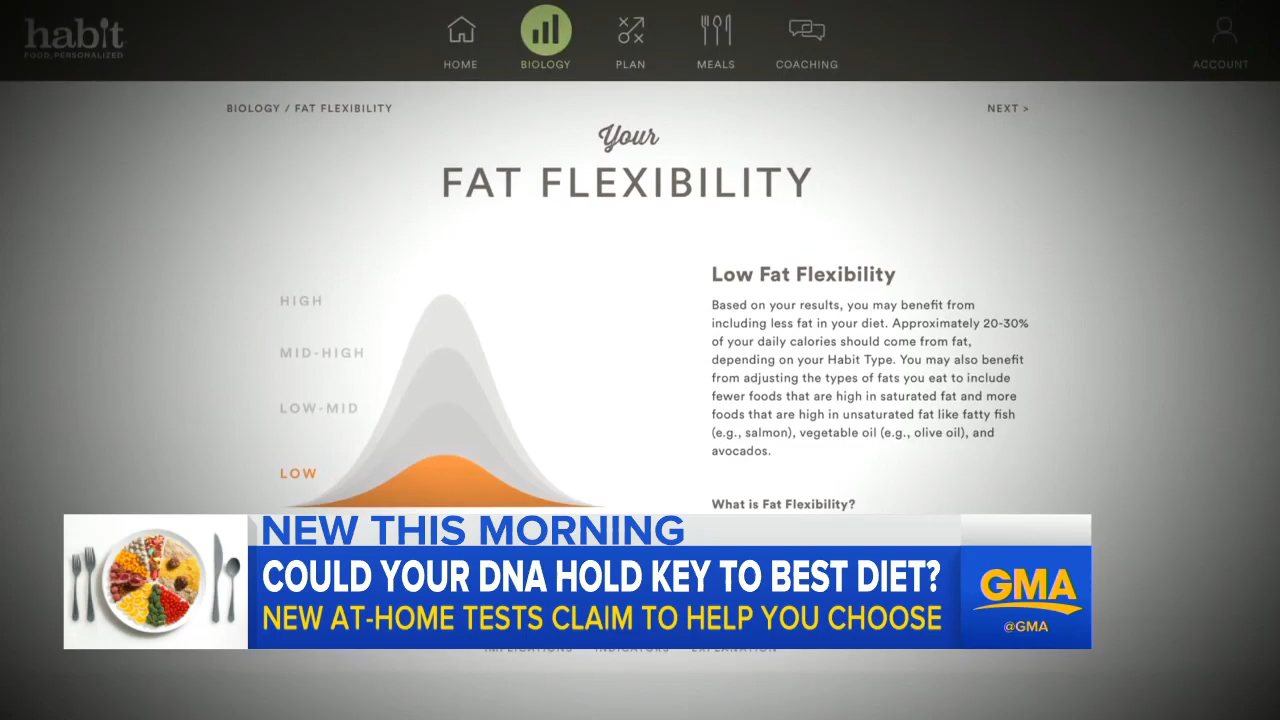 habit
FOOD, PERSONALIZED
HOME
BIOLOGY
PLAN
MEALS
COACHING
ACCOUNT
BIOLOGY / FAT FLEXIBILITY
NEXT >
Your
FAT FLEXIBILITY
HIGH
MID-HIGH
LOW-MID
LOW
Low Fat Flexibility
Based on your results, you may benefit from
including less fat in your diet. Approximately 20-30%
of your daily calories should come from fat,
depending on your Habit Type. You may also benefit
from adjusting the types of fats you eat to include
fewer foods that are high in saturated fat and more
foods that are high in unsaturated fat like fatty fish
(e.g., salmon), vegetable oil (e.g., olive oil), and
avocados.
What is Fat Flexibility?
NEW THIS MORNING
COULD YOUR DNA HOLD KEY TO BEST DIET?
NEW AT-HOME TESTS CLAIM TO HELP YOU CHOOSE
GMA
@GMA
IMPLICATIONS INDICATORS EXPLANATION